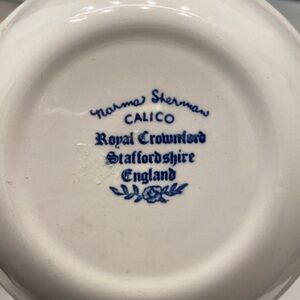 Norma Sherman
CALICO
Royal Crownford
Staffordshire
England